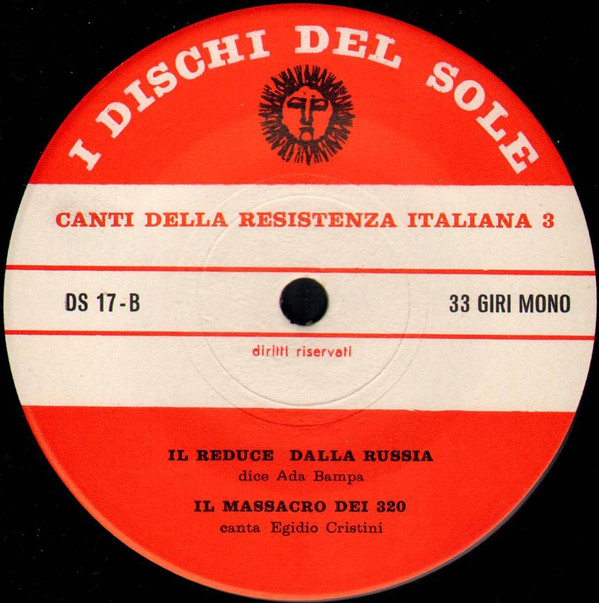 I DISCHI DEL SOLE
CANTI DELLA RESISTENZA ITALIANA 3
DS 17-B
33 GIRI MONO
diritti riservati
IL REDUCE DALLA RUSSIA
dice Ada Bampa
IL MASSACRO DEI 320
canta Egidio Cristini